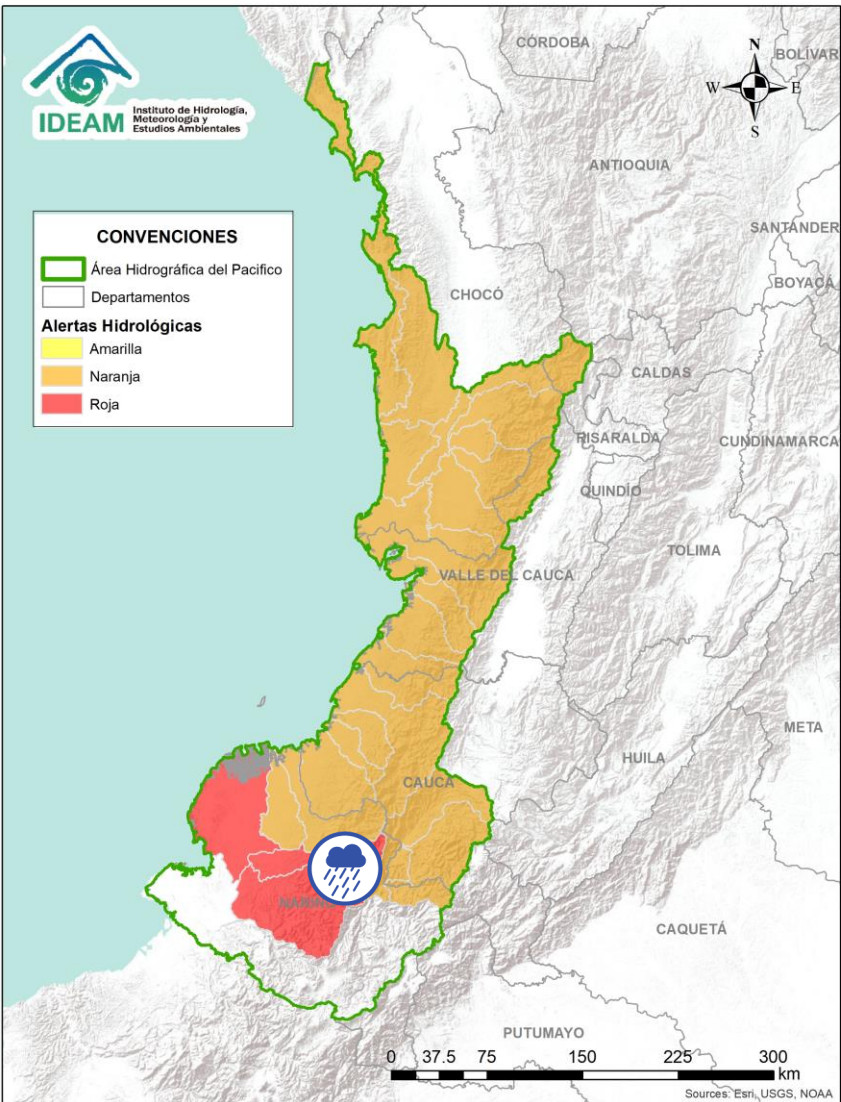 IDEAM
Instituto de Hidrología,
Meteorología y
Estudios Ambientales
N
W
E
S
CÓRDOBA
BOLÍVAR
ANTIOQUIA
SANTANDER
BOYACÁ
CHOCÓ
CALDAS
RISARALDA
CUNDINAMARCA
QUINDÍO
TOLIMA
VALLE DEL CAUCA
META
HUILA
CAUCA
CAQUETÁ
PUTUMAYO
CONVENCIONES
Área Hidrográfica del Pacifico
Departamentos
Alertas Hidrológicas
Amarilla
Naranja
Roja
0 37.5 75 150 225 300
km
Sources: Esri, USGS, NOAA